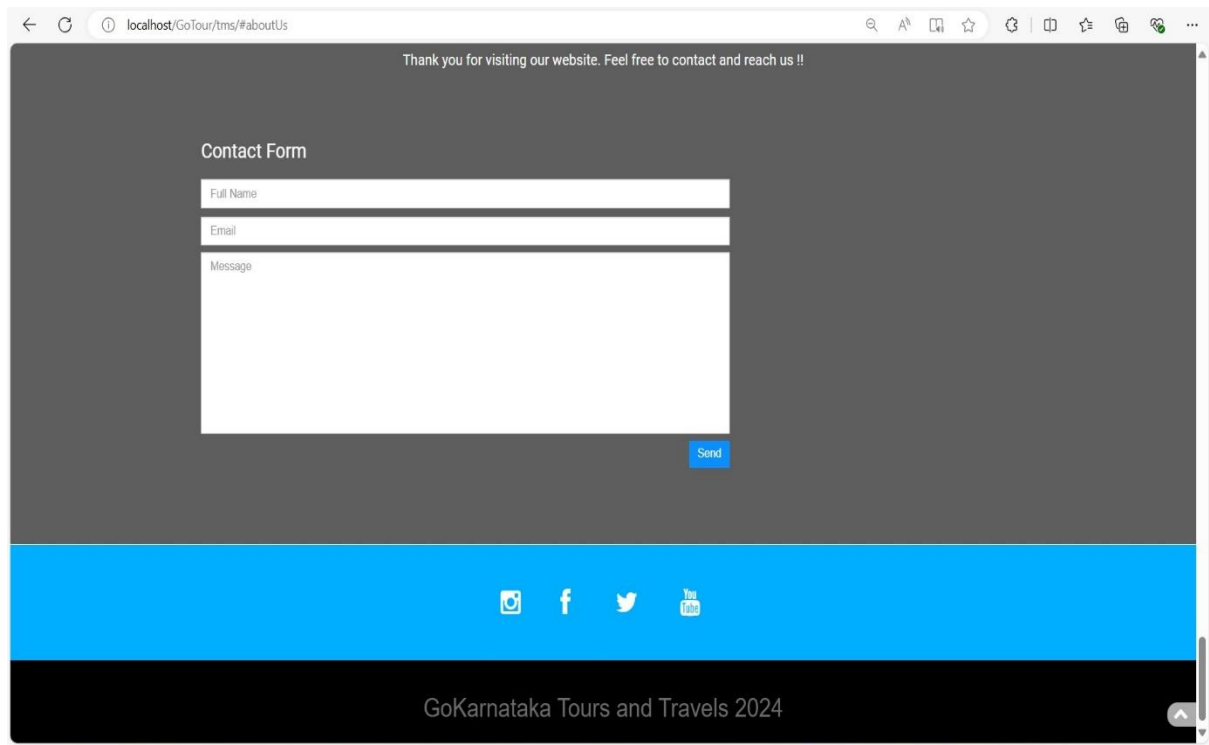 localhost/GoTour/tms/#aboutUs
Thank you for visiting our website. Feel free to contact and reach us !!
Contact Form
Full Name
Email
Message
Send
You
Tube
GoKarnataka Tours and Travels 2024